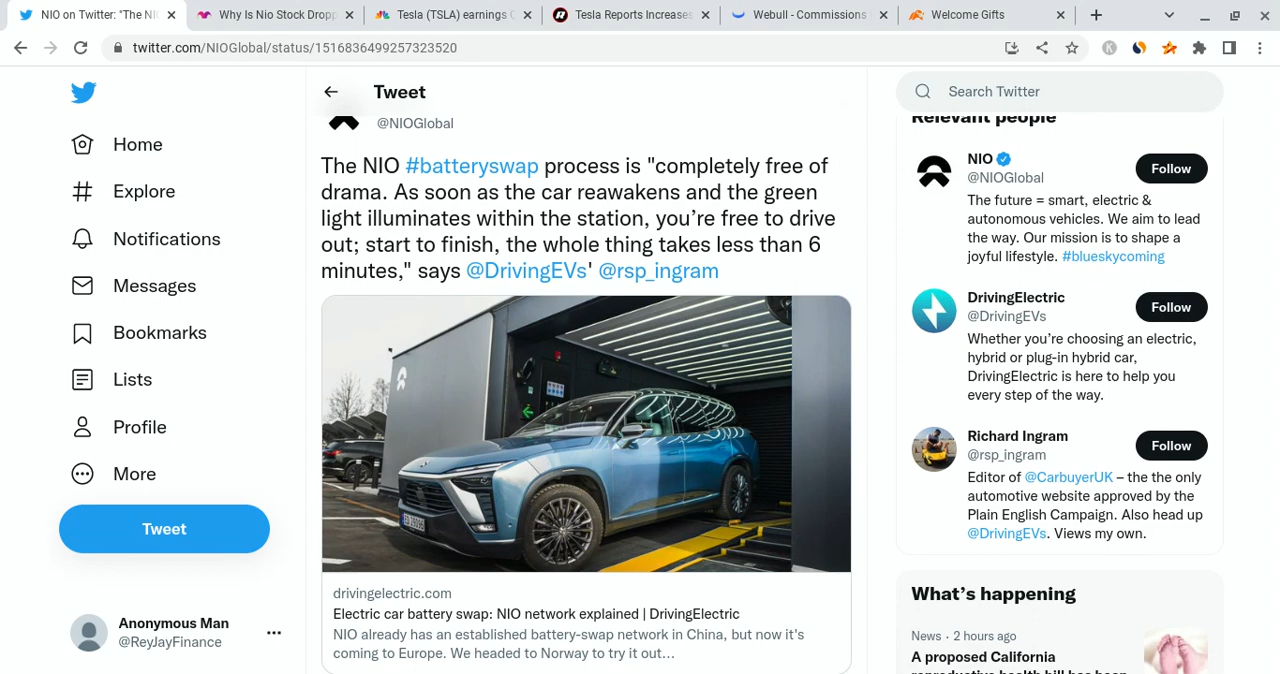 NIO on Twitter: "The NI
Why Is Nio Stock Dropp
Tesla (TSLA) earnings
Tesla Reports Increases
Webull - Commissions
Welcome Gifts
twitter.com/NIOGlobal/status/1516836499257323520
Home
Explore
Notifications
Messages
Bookmarks
Lists
Profile
More
Tweet
Anonymous Man
@ReyJayFinance
Tweet
@NIOGlobal
The NIO #batteryswap process is "completely free of
drama. As soon as the car reawakens and the green
light illuminates within the station, you’re free to drive
out; start to finish, the whole thing takes less than 6
minutes," says @DrivingEVs' @rsp_ingram
drivingelectric.com
Electric car battery swap: NIO network explained | DrivingElectric
NIO already has an established battery-swap network in China, but now it's
coming to Europe. We headed to Norway to try it out...
Search Twitter
Relevant people
NIO
Follow
@NIOGlobal
The future = smart, electric &
autonomous vehicles. We aim to lead
the way. Our mission is to shape a
joyful lifestyle. #blueskycoming
DrivingElectric
Follow
@DrivingEVs
Whether you’re choosing an electric,
hybrid or plug-in hybrid car,
DrivingElectric is here to help you
every step of the way.
Richard Ingram
Follow
@rsp_ingram
Editor of @CarbuyerUK – the the only
automotive website approved by the
Plain English Campaign. Also head up
@DrivingEVs. Views my own.
What’s happening
News · 2 hours ago
A proposed California
reproductive health bill has been